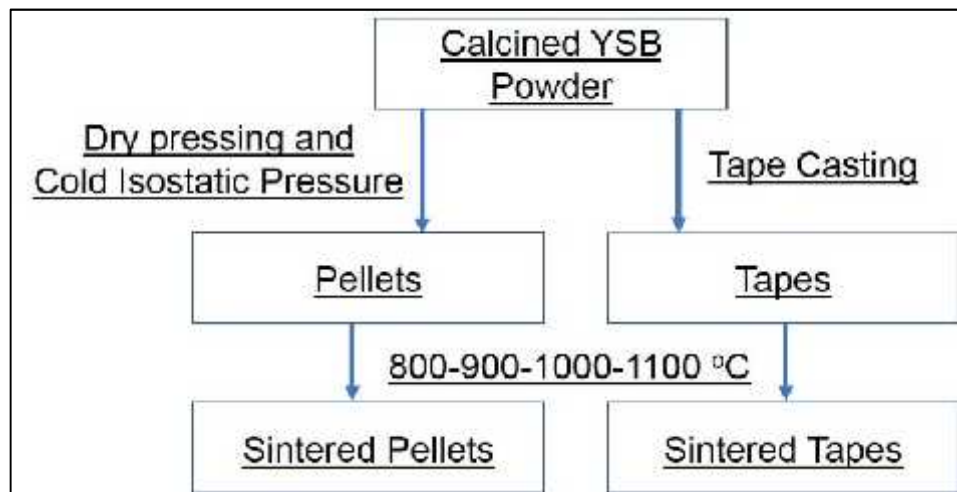 Calcined YSB
Powder
Dry pressing and
Cold Isostatic Pressure
Tape Casting
Pellets
Tapes
800-900-1000-1100 ºC
Sintered Pellets
Sintered Tapes